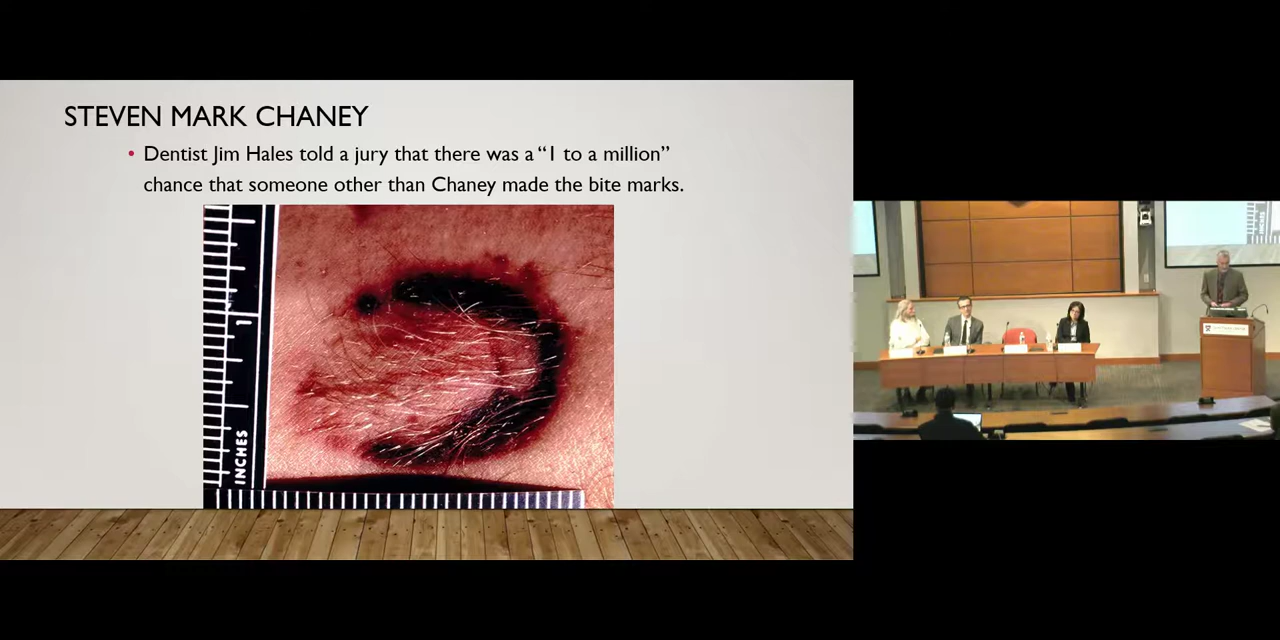 STEVEN MARK CHANEY
• Dentist Jim Hales told a jury that there was a “1 to a million”
chance that someone other than Chaney made the bite marks.
1
INCHES
INCHES